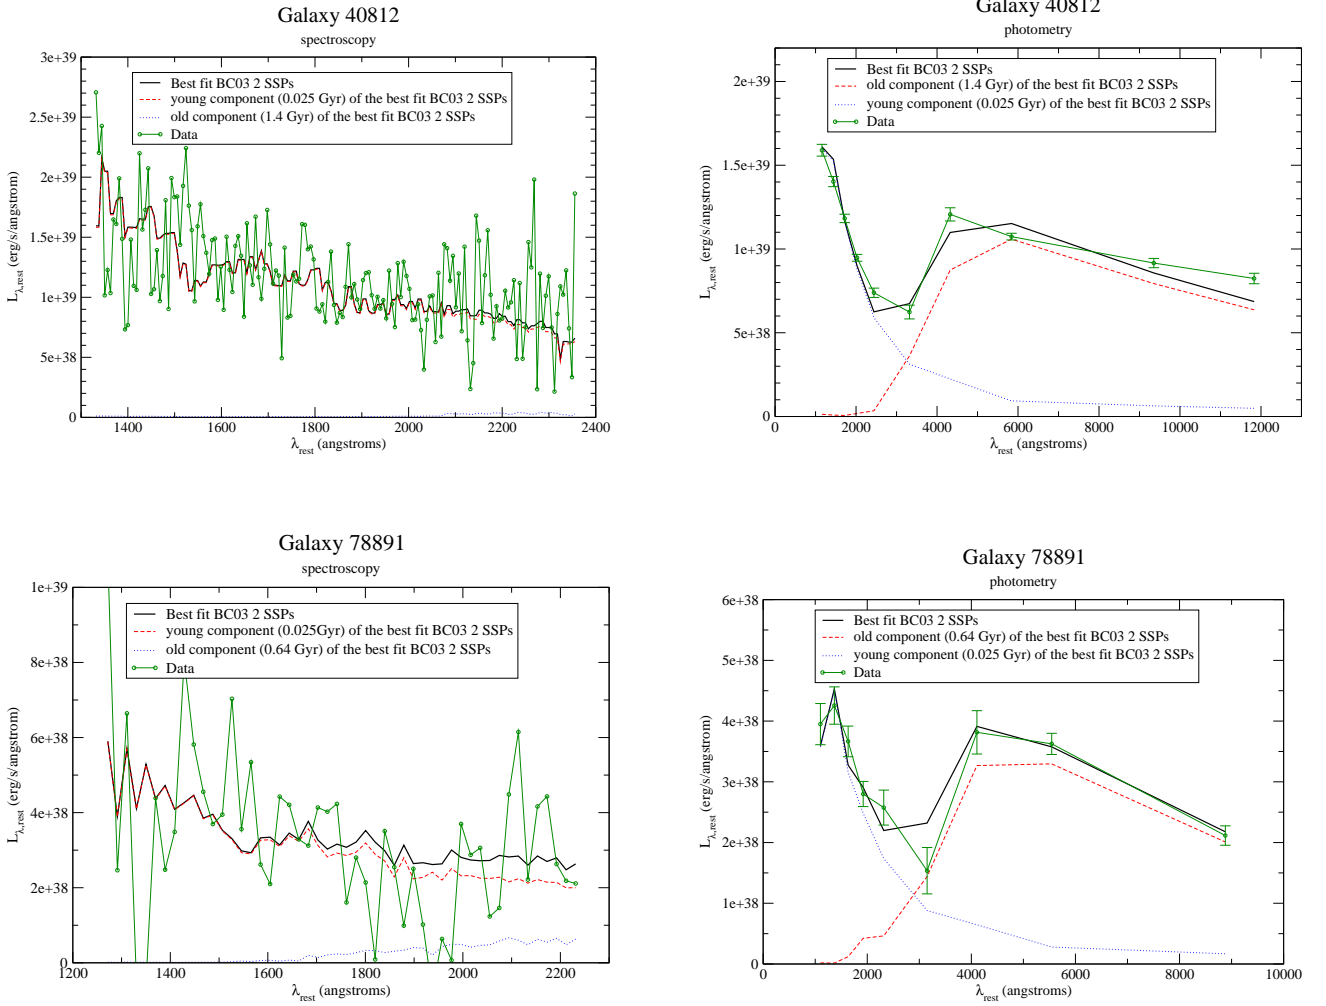 Galaxy 40812
spectroscopy
3e+39
2.5e+39
2e+39
1.5e+39
1e+39
5e+38
0
L λ,rest (erg/s/angstrom)
Best fit BC03 2 SSPs
young component (0.025 Gyr) of the best fit BC03 2 SSPs
old component (1.4 Gyr) of the best fit BC03 2 SSPs
Data
1400 1600 1800 2000 2200 2400
λ rest (angstroms)
Galaxy 40812
photometry
2e+39
1.5e+39
1e+39
5e+38
0
L λ,rest (erg/s/angstrom)
Best fit BC03 2 SSPs
old component (1.4 Gyr) of the best fit BC03 2 SSPs
young component (0.025 Gyr) of the best fit BC03 2 SSPs
Data
0 2000 4000 6000 8000 10000 12000
λ rest (angstroms)
Galaxy 78891
spectroscopy
1e+39
8e+38
6e+38
4e+38
2e+38
0
L λ,rest (erg/s/angstrom)
Best fit BC03 2 SSPs
young component (0.025Gyr) of the best fit BC03 2 SSPs
old component (0.64 Gyr) of the best fit BC03 2 SSPs
Data
1200 1400 1600 1800 2000 2200
λ rest (angstroms)
Galaxy 78891
photometry
6e+38
5e+38
4e+38
3e+38
2e+38
1e+38
0
L λ,rest (erg/s/angstrom)
Best fit BC03 2 SSPs
old component (0.64 Gyr) of the best fit BC03 2 SSPs
young component (0.025 Gyr) of the best fit BC03 2 SSPs
Data
0 2000 4000 6000 8000 10000
λ rest (angstroms)